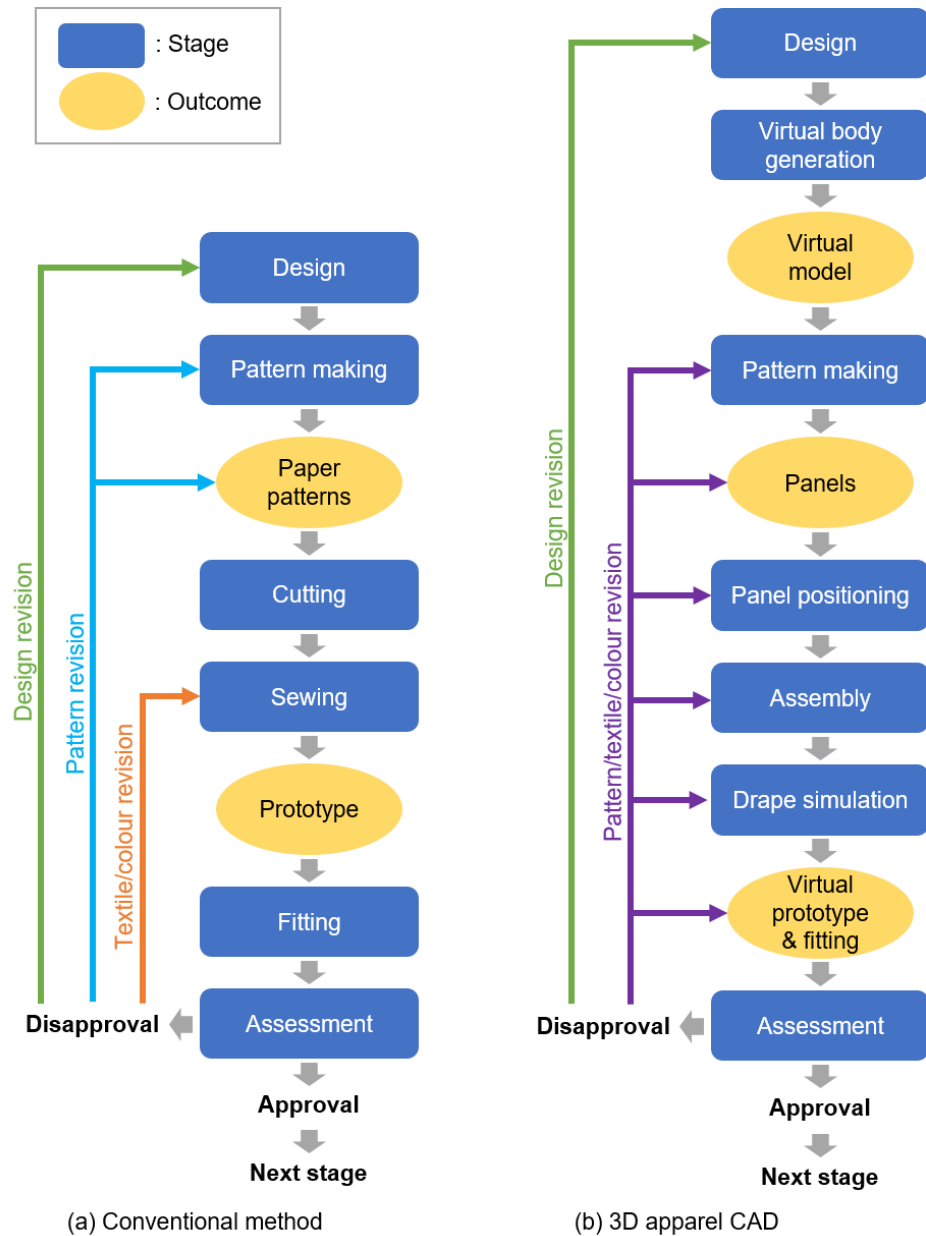 : Stage
: Outcome
Design
Pattern making
Paper
patterns
Cutting
Sewing
Prototype
Fitting
Assessment
Disapproval
Approval
Next stage
Design revision
Pattern revision
Textile/colour revision
(a) Conventional method
Design
Virtual body
generation
Virtual
model
Pattern making
Panels
Panel positioning
Assembly
Drape simulation
Virtual
prototype
& fitting
Assessment
Disapproval
Approval
Next stage
Design revision
Pattern/textile/colour revision
(b) 3D apparel CAD